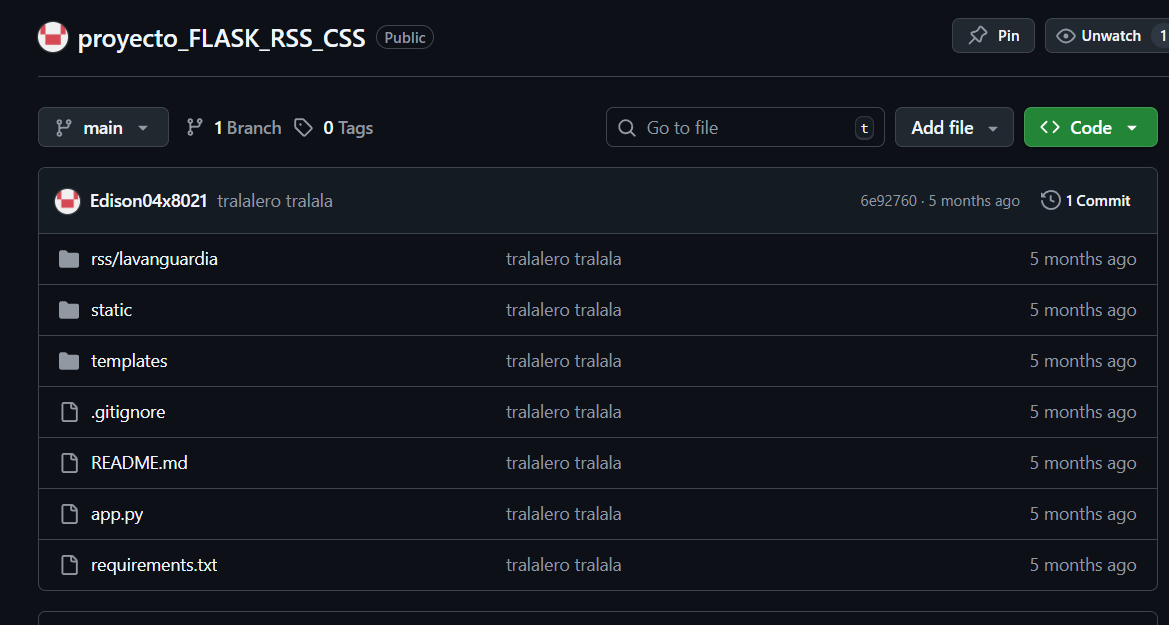 proyecto_FLASK_RSS_CSS Public Pin Unwatch 1
main 1 Branch 0 Tags Go to file t Add file Code
Edison04x8021 tralalero tralala 6e92760 · 5 months ago 1 Commit
rss/lavanguardia tralalero tralala 5 months ago
static tralalero tralala 5 months ago
templates tralalero tralala 5 months ago
.gitignore tralalero tralala 5 months ago
README.md tralalero tralala 5 months ago
app.py tralalero tralala 5 months ago
requirements.txt tralalero tralala 5 months ago